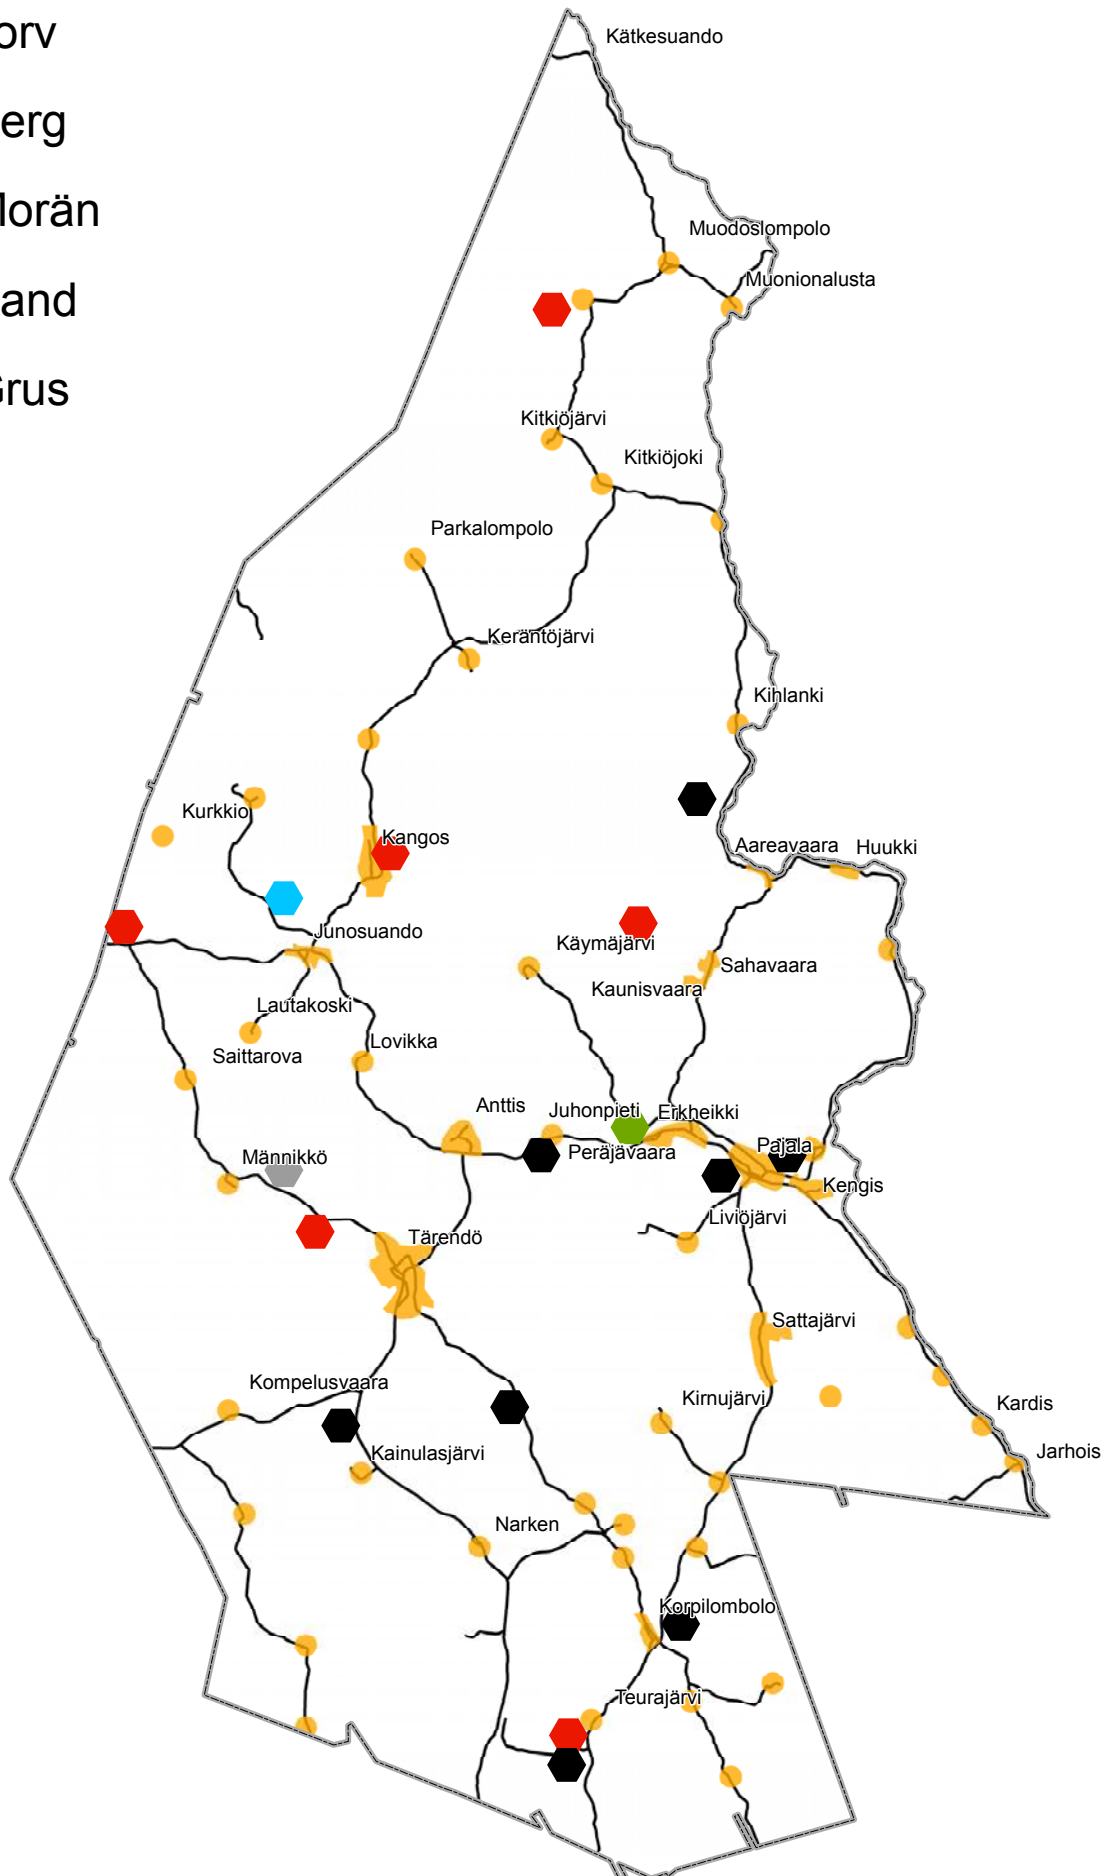 orv
erg
lorän
and
Grus
Kätkesuando
Muodoslompolo
Muonionalusta
Kitkiöjärvi
Kitkiöjoki
Parkalompolo
Keräntöjärvi
Kihlanki
Kurkkio
Kangos
Aareavaara
Huukki
Junosuando
Käymäjärvi
Sahavaara
Kaunisvaara
Lautakoski
Saittarova
Lovikka
Anttis
Juhonpieti
Erkheikki
Peräjävaara
Pajala
Männikkö
Kengis
Liviöjärvi
Tärendö
Sattajärvi
Kompelusvaara
Kirnujärvi
Kardis
Kainulasjärvi
Jarhois
Narken
Korpilombolo
Teurajärvi